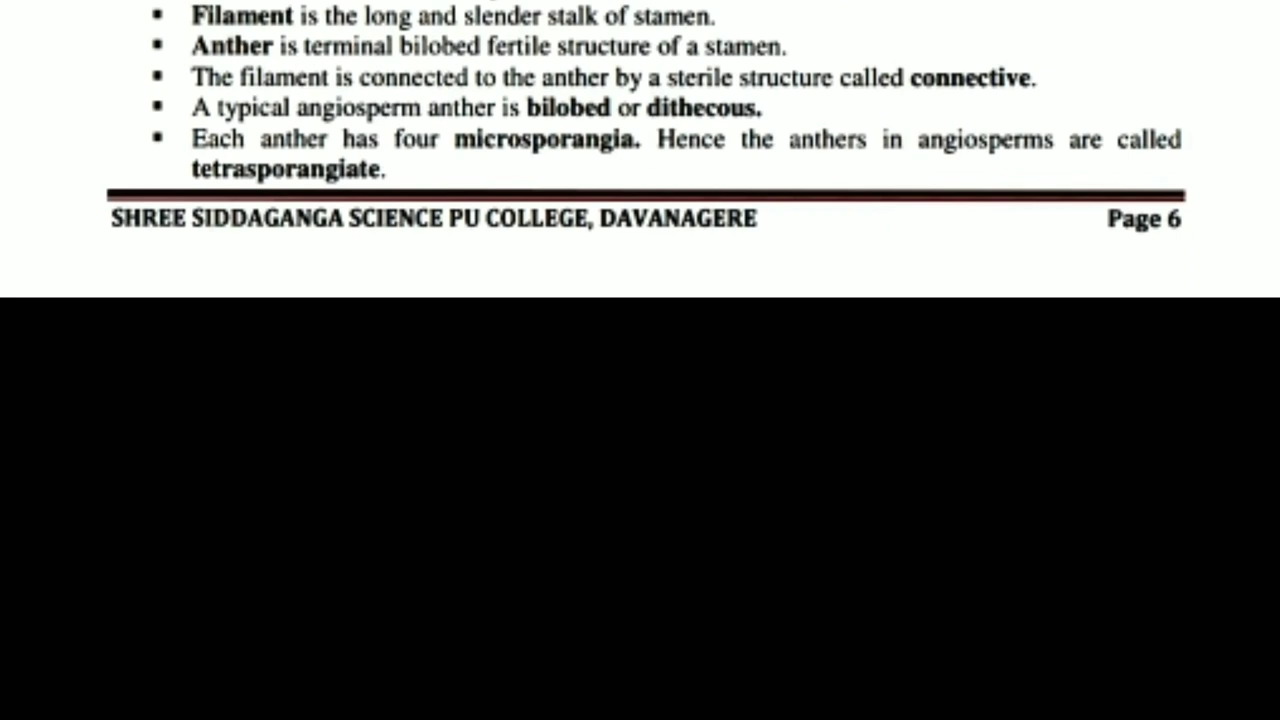 ▪ Filament is the long and slender stalk of stamen.
▪ Anther is terminal bilobed fertile structure of a stamen.
▪ The filament is connected to the anther by a sterile structure called connective.
▪ A typical angiosperm anther is bilobed or dithecous.
▪ Each anther has four microsporangia. Hence the anthers in angiosperms are called
tetrasporangiate.
SHREE SIDDAGANGA SCIENCE PU COLLEGE, DAVANAGERE Page 6